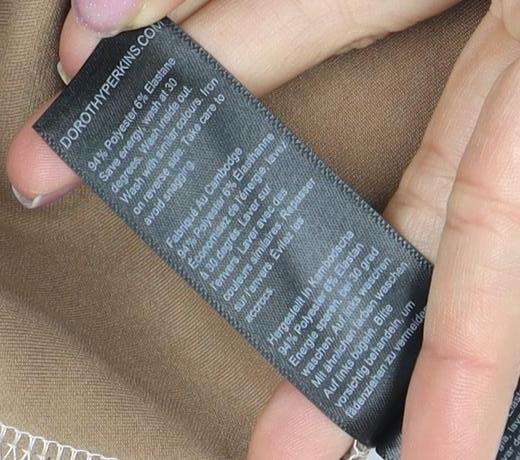 DOROTHYPERKINS.COM
94% Polyester 6% Elastane
Save energy, wash at 30
degrees. Wash inside out.
Wash with similar colours. Iron
on reverse side. Take care to
avoid snagging.
Fabriqué Au Cambodge
94% Polyester 6% Élasthanne
Économisez de l'énergie, lavez
À 30 degrés. Laver sur
l'envers. Laver avec des
couleurs similaires. Repasser
sur l'envers. Évitez les
accrocs
Hergestellt in Kambodscha
94% Polyester 6% Elastan
Energie sparen, bei 30 grad
waschen. Auf links waschen.
Mit ähnlichen farben waschen
Auf links bügeln. Bitte
vorsichtig behandeln, um
fädenziehen zu vermeiden